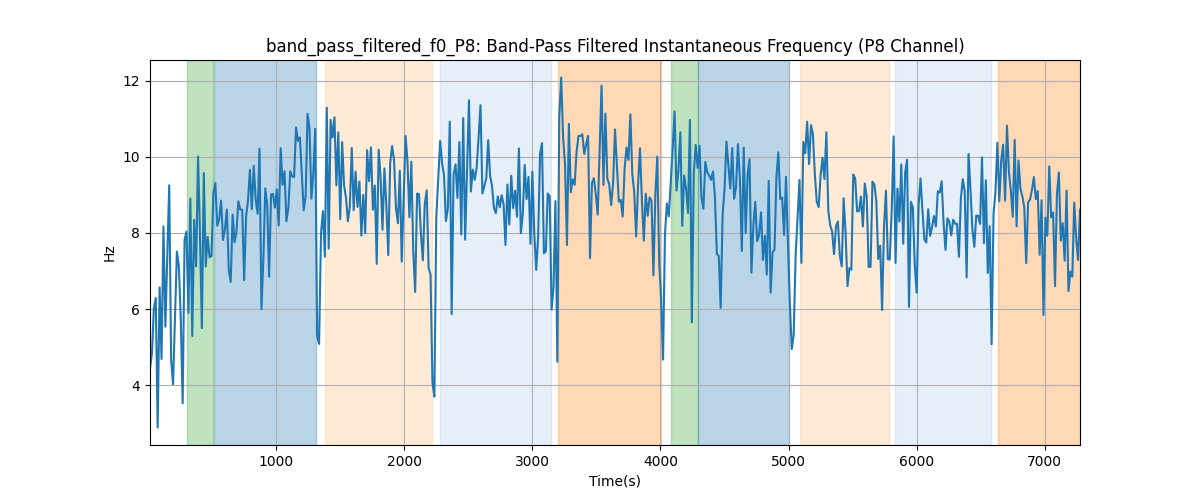 band_pass_filtered_f0_P8: Band-Pass Filtered Instantaneous Frequency (P8 Channel)
12
10
8
6
4
Hz
1000 2000 3000 4000 5000 6000 7000
Time(s)